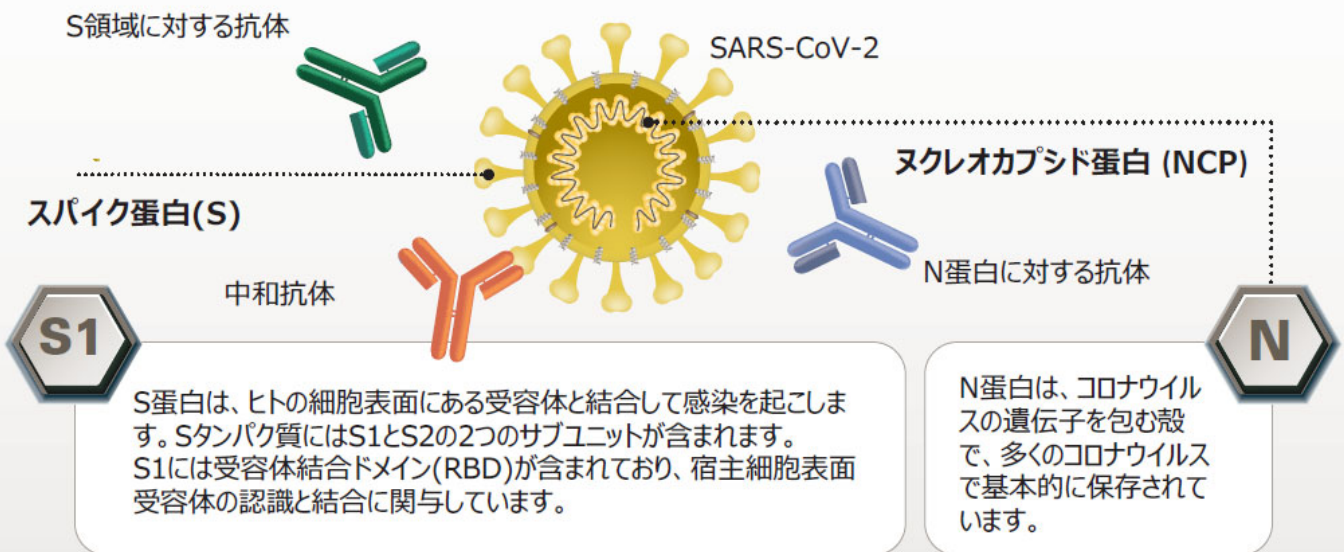 S領域に対する抗体
SARS-CoV-2
ヌクレオカプシド蛋白 (NCP)
スパイク蛋白(S)
中和抗体
N蛋白に対する抗体
S1
S蛋白は、ヒトの細胞表面にある受容体と結合して感染を起こしま
す。Sタンパク質にはS1とS2の2つのサブユニットが含まれます。
S1には受容体結合ドメイン(RBD)が含まれており、宿主細胞表面
受容体の認識と結合に関与しています。
N
N蛋白は、コロナウイル
スの遺伝子を包む殻
で、多くのコロナウイルス
で基本的に保存されて
います。